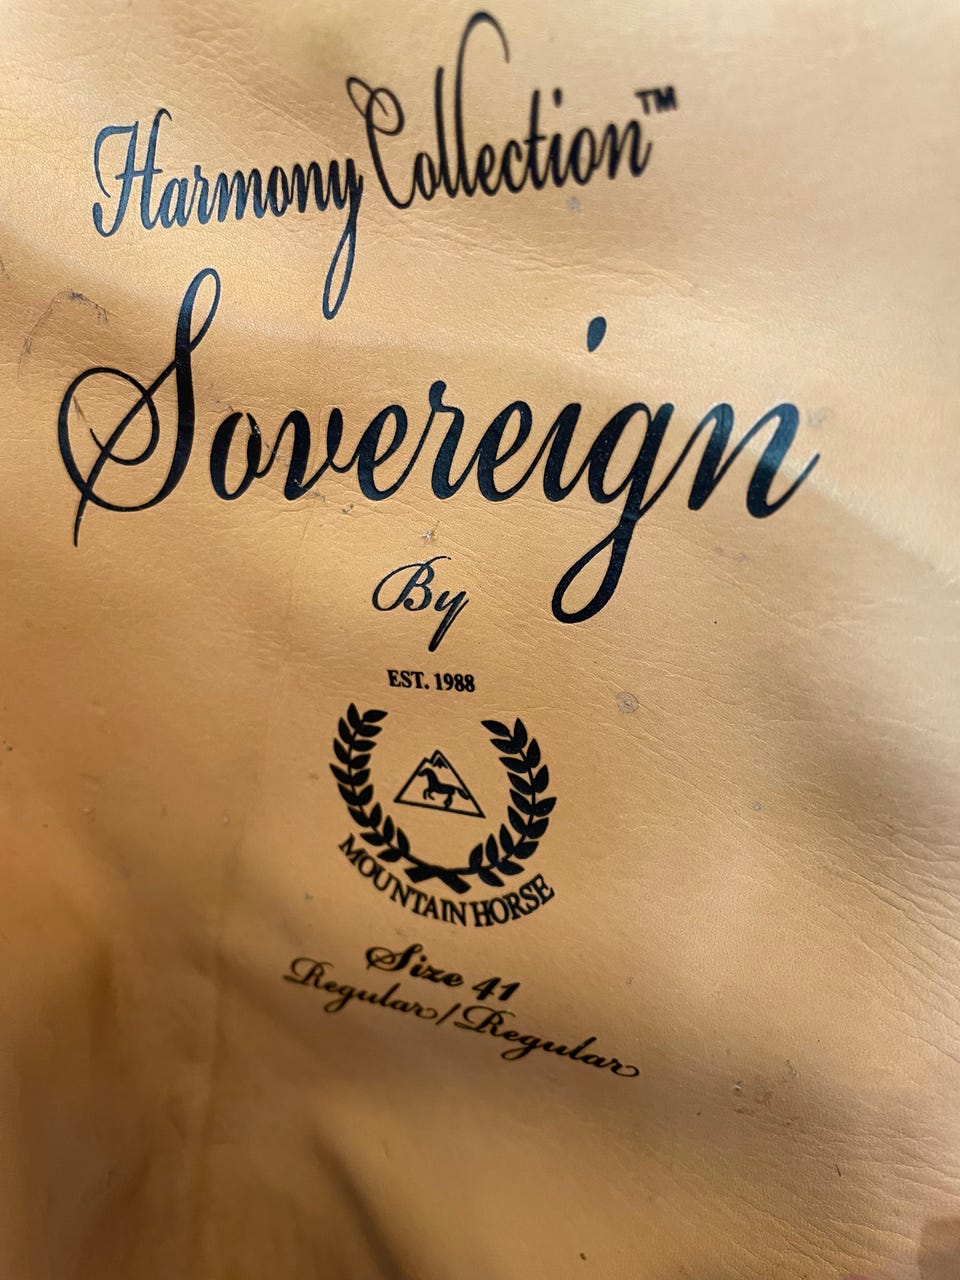 Harmony Collection™
Sovereign
By
EST. 1988
MOUNTAIN HORSE
Size 41
Regular/Regular